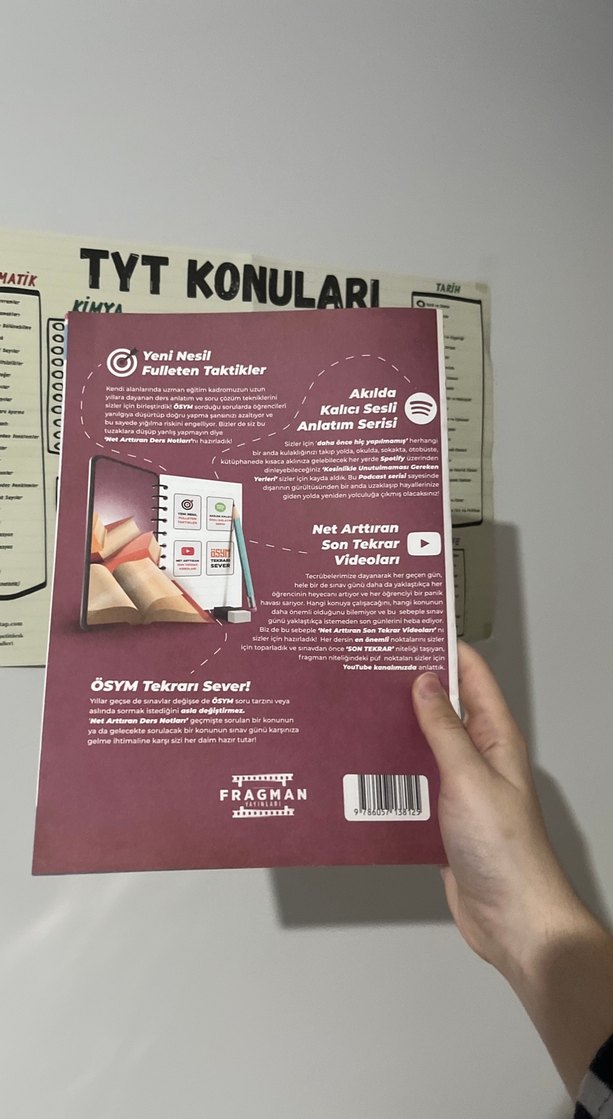 TYT KONULARI
MATİK
KİMYA
TARİH
Yeni Nesil
Fulleten Taktikler
Kendi alanlarında uzman eğitim kadromuzun uzun
yıllara dayanan ders anlatım ve soru çözüm tekniklerini
sizler için birleştirdik! ÖSYM sorduğu sorularda öğrencileri
yanılgıya düşürtüp doğru yapma şansınızı azaltıyor ve
bu sayede yığılma riskini engelliyor. Bizler de siz bu
tuzaklara düşüp yanlış yapmayın diye
'Net Arttıran Ders Notları'nı hazırladık!
Akılda
Kalıcı Sesli
Anlatım Serisi
Sizler için 'daha önce hiç yapılmamış' herhangi
bir anda kulaklığınızı takıp yolda, okulda, sokakta, otobüste,
kütüphanede kısaca aklınıza gelebilecek her yerde Spotify üzerinden
dinleyebileceğiniz 'Kesinlikle Unutulmaması Gereken
Yerleri' sizler için kayda aldık. Bu Podcast serisi sayesinde
dışarının gürültüsünden bir anda uzaklaşıp hayallerinize
giden yolda yeniden yolculuğa çıkmış olacaksınız!
YENİ NESİL
FULLETEN
TAKTİKLER
ÖSYM
TEKRARI
SEVER
Net Arttıran
Son Tekrar
Videoları
Tecrübelerimize dayanarak her geçen gün,
hele bir de sınav günü daha da yaklaştıkça her
öğrencinin heyecanı artıyor ve her öğrenciyi bir panik
havası sarıyor. Hangi konuya çalışacağını, hangi konunun
daha önemli olduğunu bilemiyor ve bu sebeple sınav
günü yaklaştıkça istemeden son günlerini heba ediyor.
Biz de bu sebeple 'Net Arttıran Son Tekrar Videoları' nı
sizler için hazırladık! Her dersin en önemli noktalarını sizler
için toparladık ve sınavdan önce 'SON TEKRAR' niteliği taşıyan,
fragman niteliğindeki püf noktaları sizler için
YouTube kanalımızda anlattık.
ÖSYM Tekrarı Sever!
Yıllar geçse de sınavlar değişse de ÖSYM soru tarzını veya
aslında sormak istediğini asla değiştirmez.
'Net Arttıran Ders Notları' geçmişte sorulan bir konunun
ya da gelecekte sorulacak bir konunun sınav günü karşınıza
gelme ihtimaline karşı sizi her daim hazır tutar!
FRAGMAN
YAYINLARI
9 786057 138125